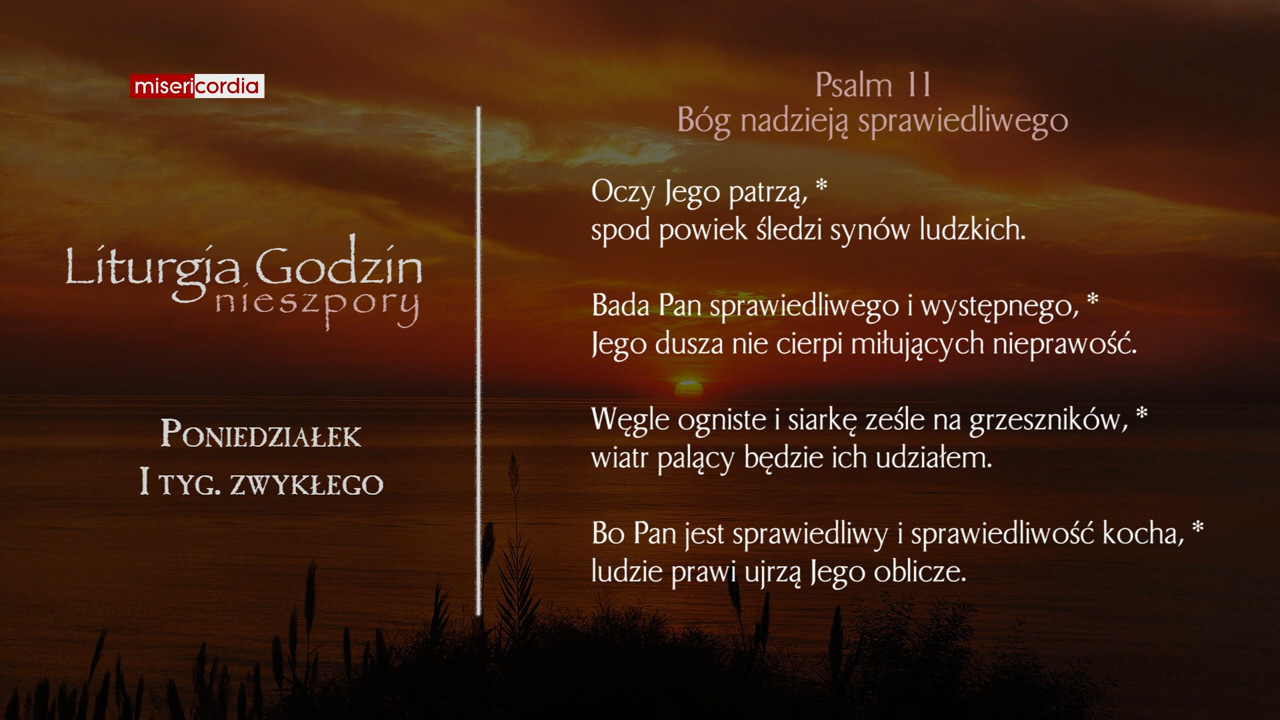 misericordia
Liturgia Godzin
nieszpory
Poniedziałek
I tyg. zwykłego
Psalm 11
Bóg nadzieją sprawiedliwego
Oczy Jego patrzą, *
spod powiek śledzi synów ludzkich.
Bada Pan sprawiedliwego i występnego, *
Jego dusza nie cierpi miłujących nieprawość.
Węgle ogniste i siarkę ześle na grzeszników, *
wiatr palący będzie ich udziałem.
Bo Pan jest sprawiedliwy i sprawiedliwość kocha, *
ludzie prawi ujrzą Jego oblicze.